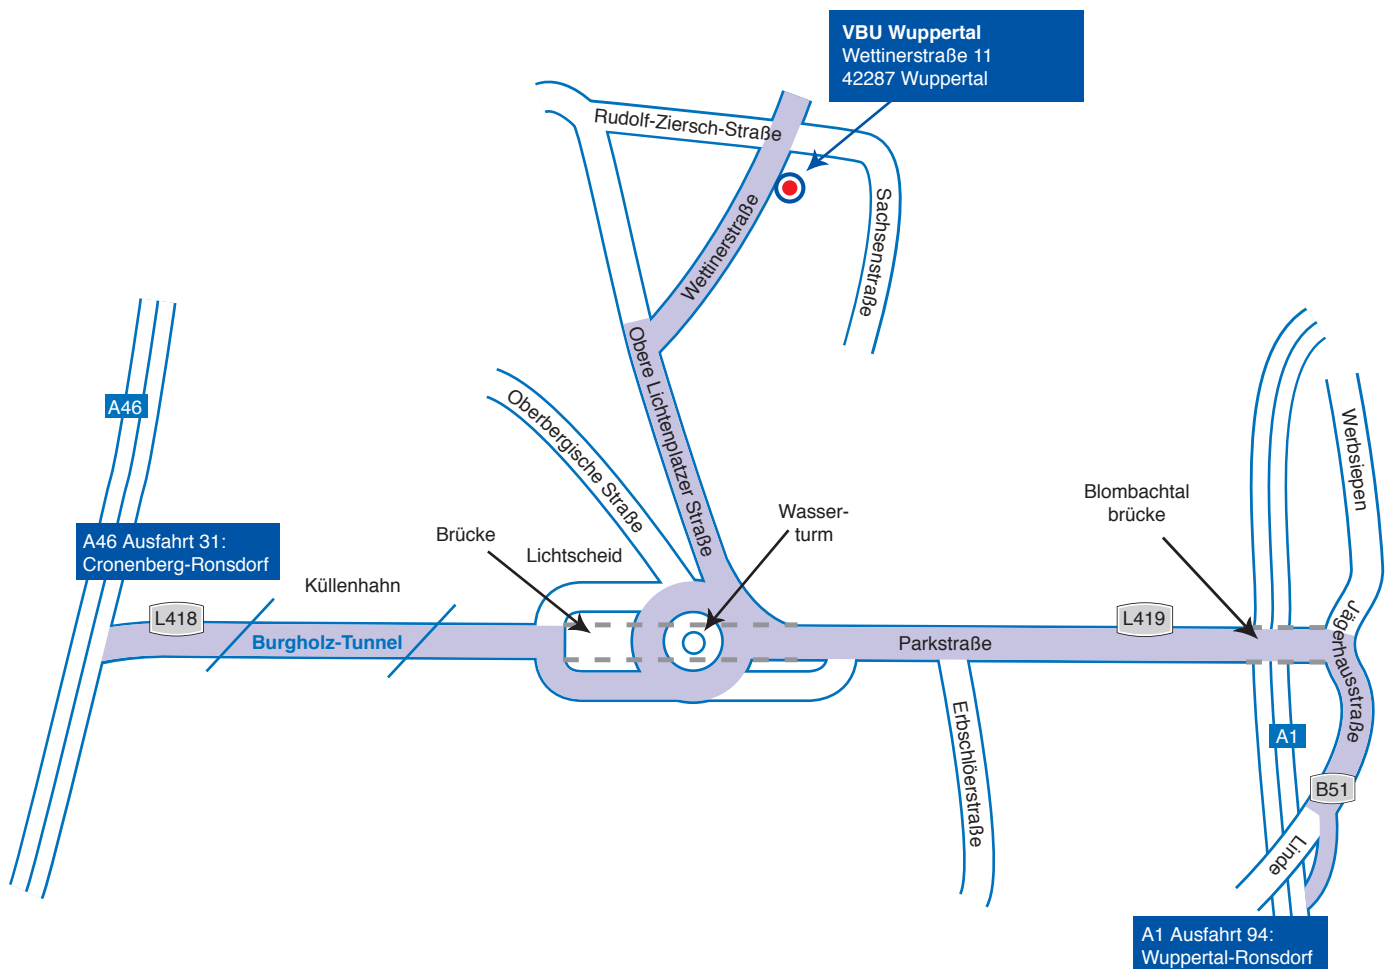 VBU Wuppertal
Wettinerstraße 11
42287 Wuppertal
Rudolf-Ziersch-Straße
Wettinerstraße
Sachsenstraße
Obere Lichtenplatzer Straße
Oberbergische Straße
A46
Werbsiepen
Blombachtal
brücke
Wasser-
turm
Brücke
Lichtscheid
A46 Ausfahrt 31:
Cronenberg-Ronsdorf
Küllenhahn
L418
L419
Burgholz-Tunnel
Parkstraße
Jägerhausstraße
Erbschlöerstraße
A1
B51
Linde
A1 Ausfahrt 94:
Wuppertal-Ronsdorf